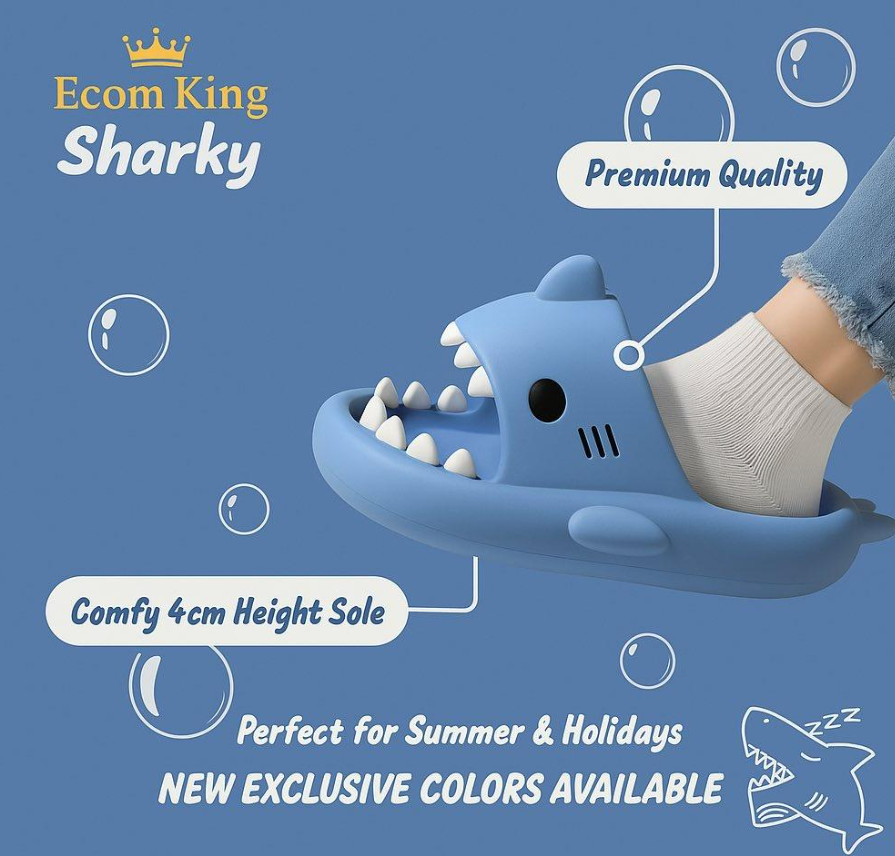 Ecom King
Sharky
Premium Quality
Comfy 4cm Height Sole
zzz
Perfect for Summer & Holidays
NEW EXCLUSIVE COLORS AVAILABLE